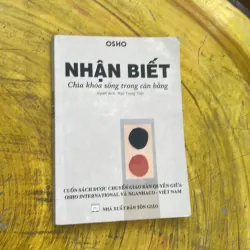 OSHO
NHẬN BIẾT
Chìa khóa sống trong cân bằng
CUỐN SÁCH ĐƯỢC CHUYỂN GIAO BẢN QUYỀN GIỮA
OSHO INTERNATIONAL VÀ NGANHACO - VIỆT NAM
NHÀ XUẤT BẢN TÔN GIÁO